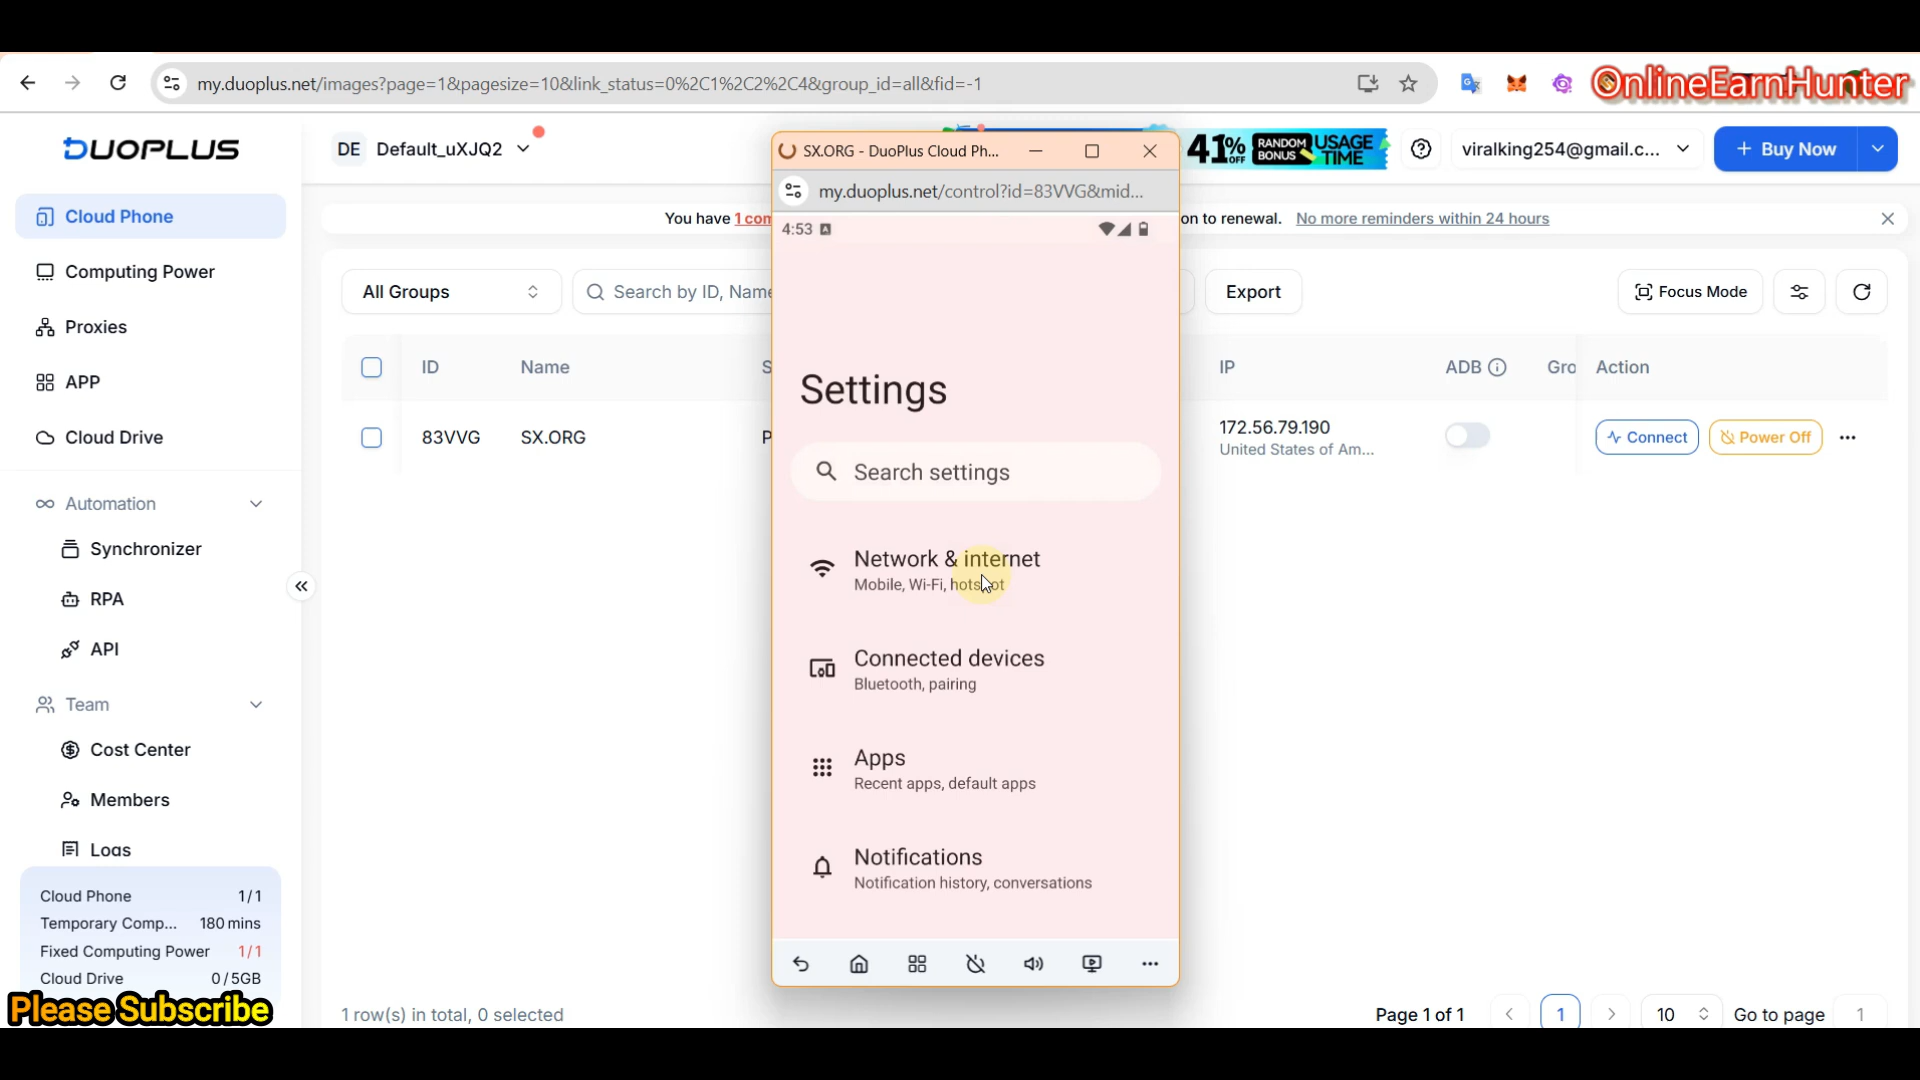 my.duoplus.net/images?page=1&pagesize=10&link_status=0%2C1%2C2%2C4&group_id=all&fid=-1
OnlineEarnHunter
DUOPLUS
DE Default_uXJQ2
41% OFF RANDOM BONUS USAGE TIME
viralking254@gmail.c...
+ Buy Now
You have 1 com
on to renewal. No more reminders within 24 hours
Cloud Phone
Computing Power
Proxies
APP
Cloud Drive
Automation
Synchronizer
RPA
API
Team
Cost Center
Members
Logs
Cloud Phone 1/1
Temporary Comp... 180 mins
Fixed Computing Power 1/1
Cloud Drive 0/5GB
Please Subscribe
All Groups
Search by ID, Name
Export
Focus Mode
ID Name S IP ADB Gro Action
83VVG SX.ORG P 172.56.79.190 Connect Power Off
United States of Am...
SX.ORG - DuoPlus Cloud Ph...
my.duoplus.net/control?id=83VVG&mid...
4:53 A
Settings
Search settings
Network & internet
Mobile, Wi-Fi, hotspot
Connected devices
Bluetooth, pairing
Apps
Recent apps, default apps
Notifications
Notification history, conversations
1 row(s) in total, 0 selected
Page 1 of 1 1 10 Go to page 1